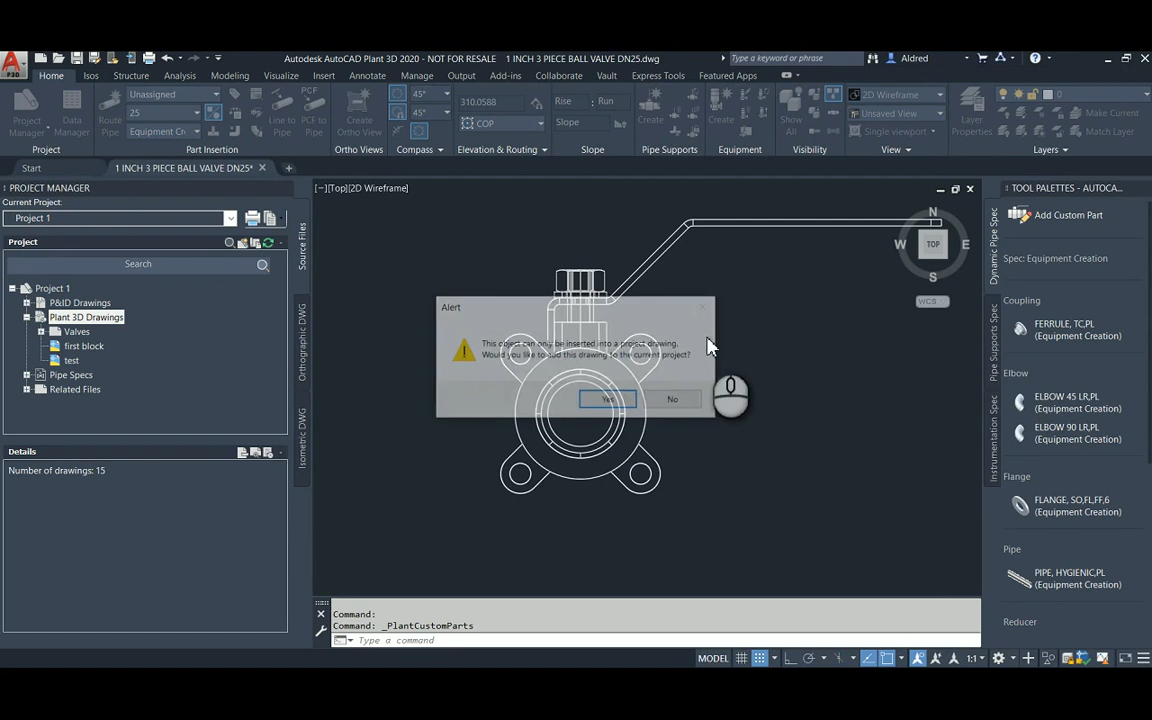 Autodesk AutoCAD Plant 3D 2020 - NOT FOR RESALE 1 INCH 3 PIECE BALL VALVE DN25.dwg
Type a keyword or phrase
Aldred
P3D
Home Isos Structure Analysis Modeling Visualize Insert Annotate Manage Output Add-ins Collaborate Vault Express Tools Featured Apps
Project Manager
Data Manager
Route Pipe
Unassigned
25
Equipment Cr
Line to Pipe
PCF to Pipe
PCF
Create Ortho View
45°
45°
310.0588
COP
Rise
Run
Slope
Create
Create
Show All
2D Wireframe
Unsaved View
Single viewport
Layer Properties
0
Make Current
Match Layer
Project
Part Insertion
Ortho Views
Compass
Elevation & Routing
Slope
Pipe Supports
Equipment
Visibility
View
Layers
Start
1 INCH 3 PIECE BALL VALVE DN25*
PROJECT MANAGER
Current Project:
Project 1
Project
Search
Project 1
P&ID Drawings
Plant 3D Drawings
Valves
first block
test
Pipe Specs
Related Files
Details
Number of drawings: 15
Source Files
Orthographic DWG
Isometric DWG
[−][Top][2D Wireframe]
N
W
TOP
E
S
WCS
Alert
This object can only be inserted into a project drawing.
Would you like to add this drawing to the current project?
Yes
No
Command:
Command: _PlantCustomParts
Type a command
TOOL PALETTES - AUTOCA...
Dynamic Pipe Spec
Pipe Supports Spec
Instrumentation Spec
Add Custom Part
Spec: Equipment Creation
Coupling
FERRULE, TC,PL
(Equipment Creation)
Elbow
ELBOW 45 LR,PL
(Equipment Creation)
ELBOW 90 LR,PL
(Equipment Creation)
Flange
FLANGE, SO,FL,FF,6
(Equipment Creation)
Pipe
PIPE, HYGIENIC,PL
(Equipment Creation)
Reducer
MODEL
1:1